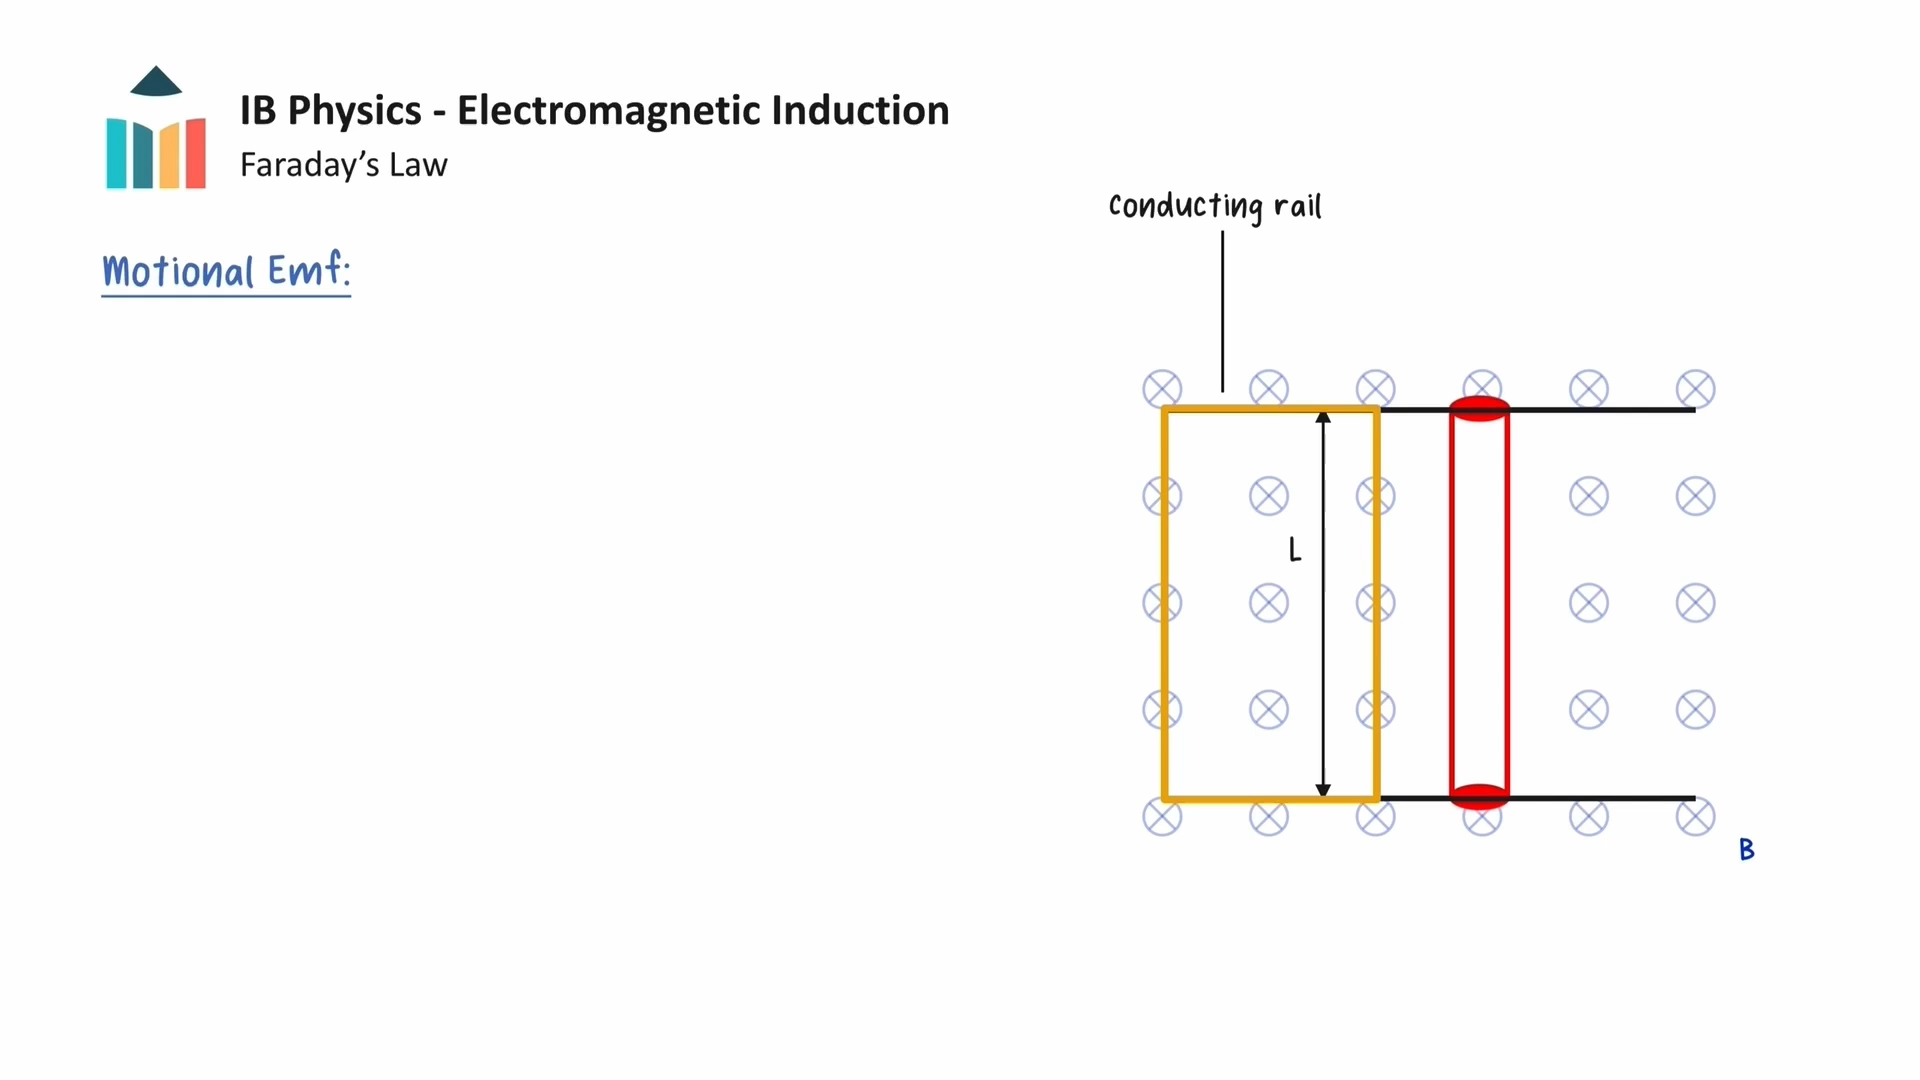 IB Physics - Electromagnetic Induction
Faraday’s Law
conducting rail
Motional Emf:
L
B